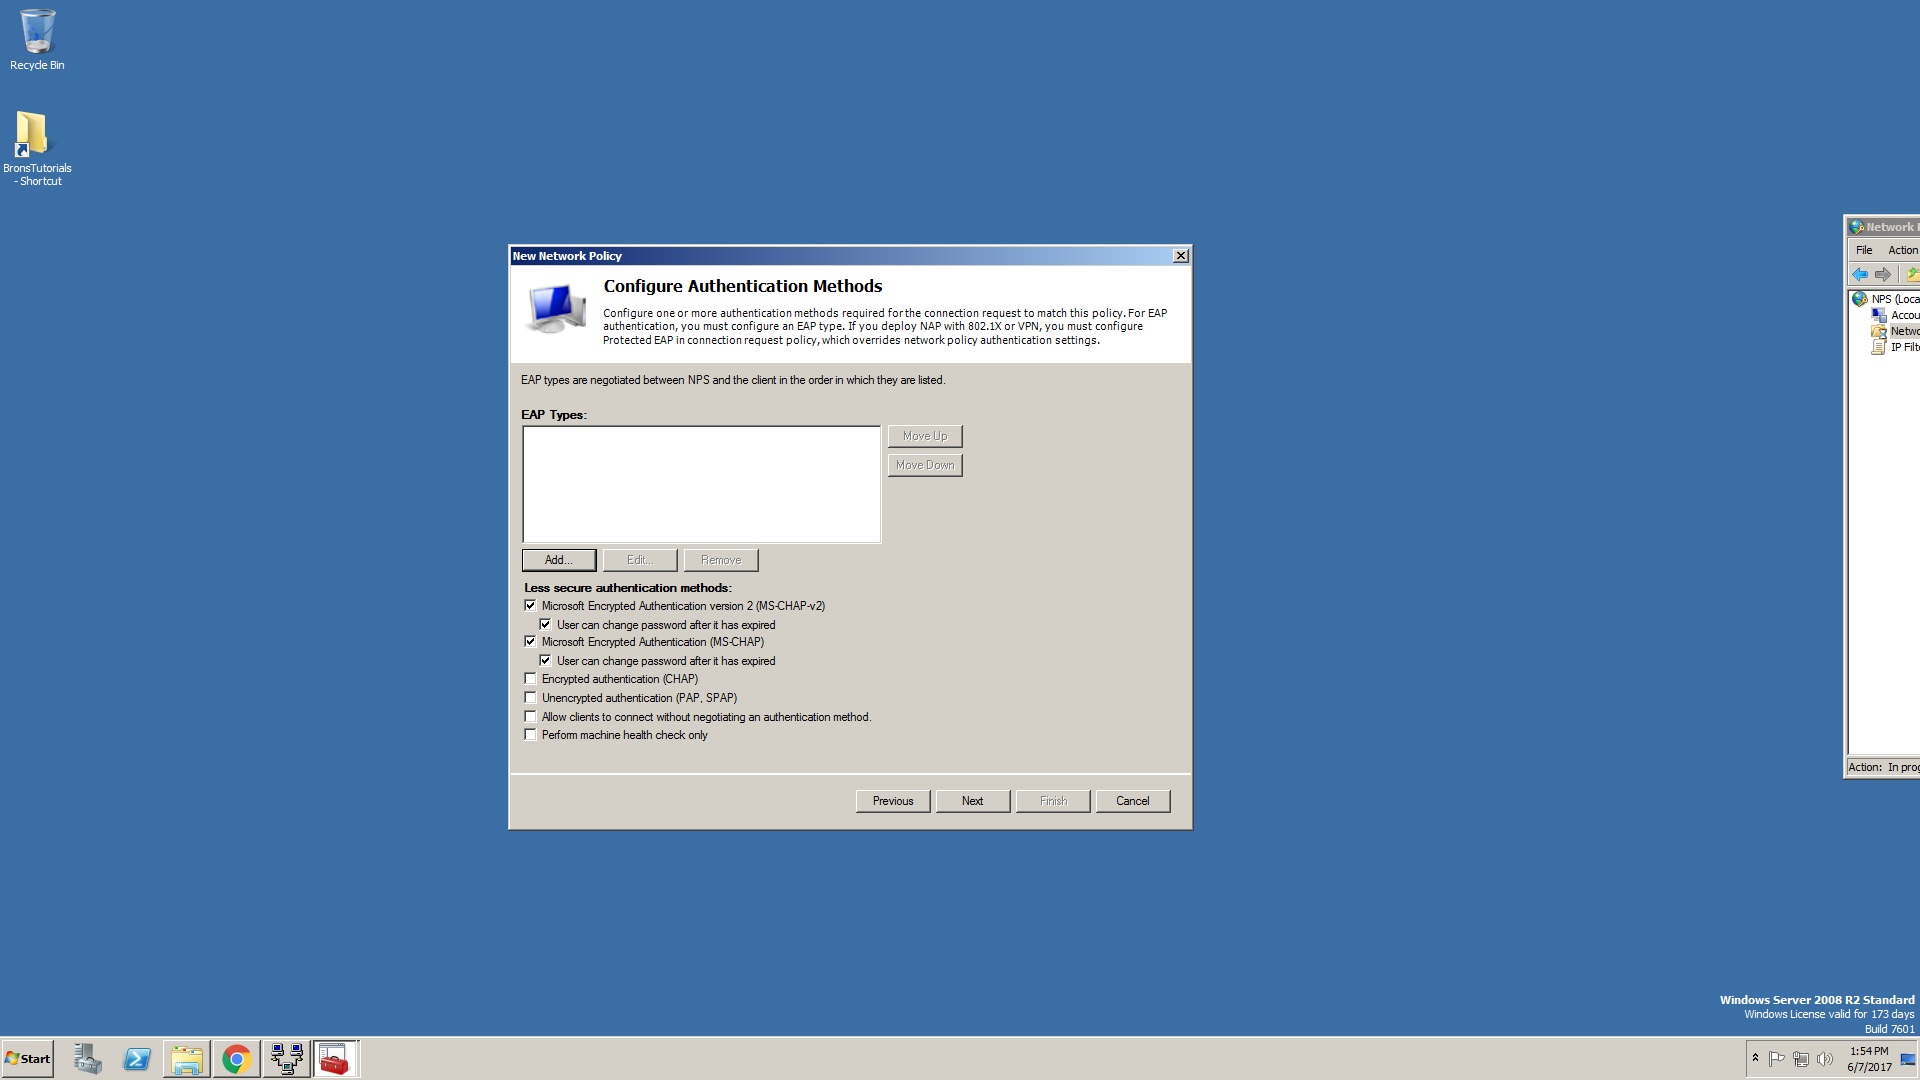 Recycle Bin
BronsTutorials
- Shortcut
New Network Policy
Configure Authentication Methods
Configure one or more authentication methods required for the connection request to match this policy. For EAP
authentication, you must configure an EAP type. If you deploy NAP with 802.1X or VPN, you must configure
Protected EAP in connection request policy, which overrides network policy authentication settings.
EAP types are negotiated between NPS and the client in the order in which they are listed.
EAP Types:
Move Up
Move Down
Add...
Edit...
Remove
Less secure authentication methods:
Microsoft Encrypted Authentication version 2 (MS-CHAP-v2)
User can change password after it has expired
Microsoft Encrypted Authentication (MS-CHAP)
User can change password after it has expired
Encrypted authentication (CHAP)
Unencrypted authentication (PAP, SPAP)
Allow clients to connect without negotiating an authentication method.
Perform machine health check only
Previous
Next
Finish
Cancel
Network
File Action
NPS (Loca
Accou
Netwo
IP Filt
Action: In prog
Windows Server 2008 R2 Standard
Windows License valid for 173 days
Build 7601
Start
1:54 PM
6/7/2017